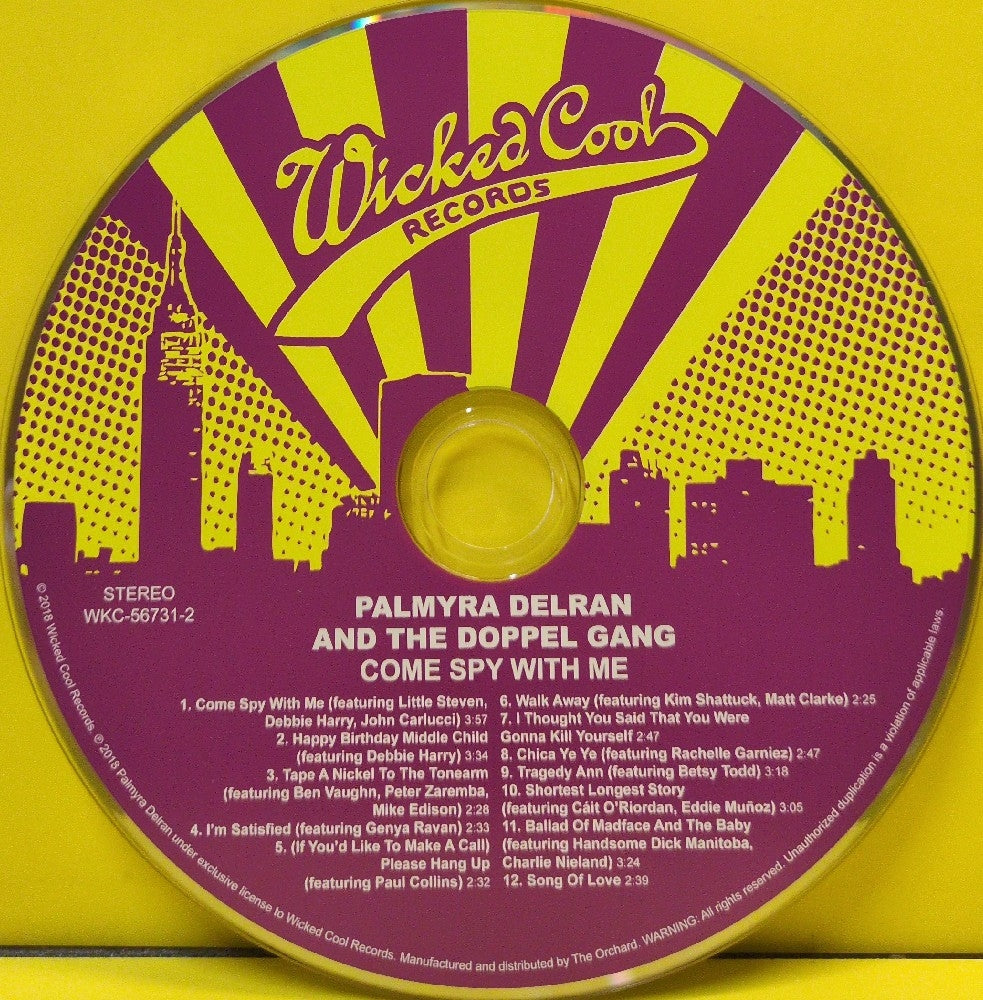 Wicked Cool
RECORDS
STEREO
WKC-56731-2
PALMYRA DELRAN
AND THE DOPPEL GANG
COME SPY WITH ME
1. Come Spy With Me (featuring Little Steven,
Debbie Harry, John Carlucci) 3:57
2. Happy Birthday Middle Child
(featuring Debbie Harry) 3:34
3. Tape A Nickel To The Tonearm
(featuring Ben Vaughn, Peter Zaremba,
Mike Edison) 2:28
4. I'm Satisfied (featuring Genya Ravan) 2:33
5. (If You'd Like To Make A Call)
Please Hang Up
(featuring Paul Collins) 2:32
6. Walk Away (featuring Kim Shattuck, Matt Clarke) 2:25
7. I Thought You Said That You Were
Gonna Kill Yourself 2:47
8. Chica Ye Ye (featuring Rachelle Garniez) 2:47
9. Tragedy Ann (featuring Betsy Todd) 3:18
10. Shortest Longest Story
(featuring Cáit O'Riordan, Eddie Muñoz) 3:05
11. Ballad Of Madface And The Baby
(featuring Handsome Dick Manitoba,
Charlie Nieland) 3:24
12. Song Of Love 2:39
© 2018 Wicked Cool Records. ℗ 2018 Palmyra Delran under exclusive license to Wicked Cool Records. Manufactured and distributed by The Orchard. WARNING: All rights reserved. Unauthorized duplication is a violation of applicable laws.